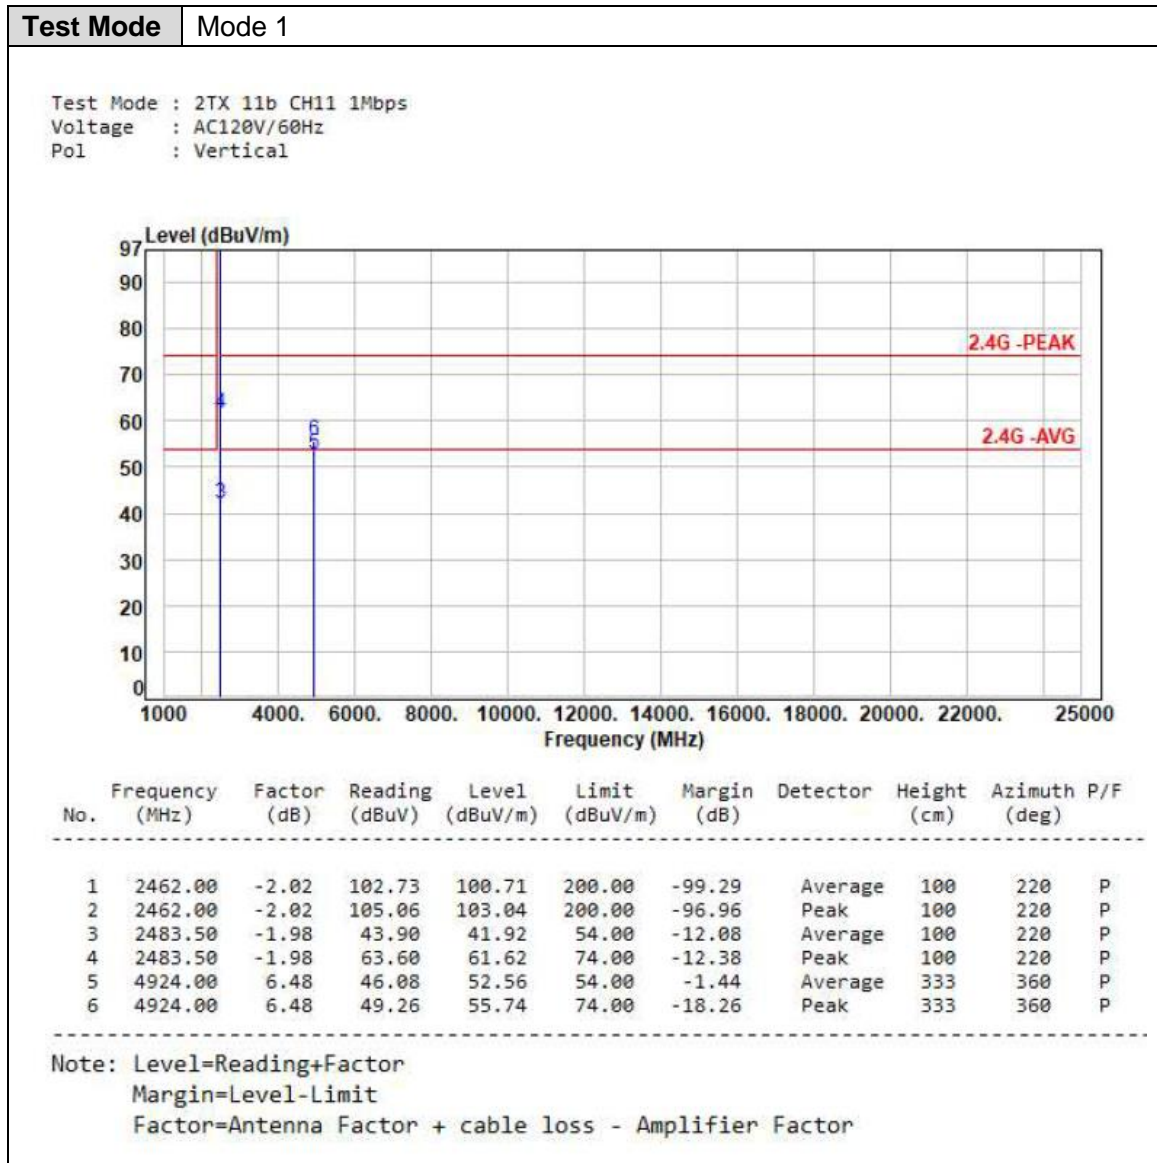 Test Mode Mode 1
Test Mode : 2TX 11b CH11 1Mbps
Voltage : AC120V/60Hz
Pol : Vertical
Level (dBuV/m)
97
90
80
2.4G -PEAK
70
4
60
6
5
2.4G -AVG
50
3
40
30
20
10
0
1000 4000. 6000. 8000. 10000. 12000. 14000. 16000. 18000. 20000. 22000. 25000
Frequency (MHz)
Frequency Factor Reading Level Limit Margin Detector Height Azimuth P/F
No. (MHz) (dB) (dBuV) (dBuV/m) (dBuV/m) (dB) (cm) (deg)
1 2462.00 -2.02 102.73 100.71 200.00 -99.29 Average 100 220 P
2 2462.00 -2.02 105.06 103.04 200.00 -96.96 Peak 100 220 P
3 2483.50 -1.98 43.90 41.92 54.00 -12.08 Average 100 220 P
4 2483.50 -1.98 63.60 61.62 74.00 -12.38 Peak 100 220 P
5 4924.00 6.48 46.08 52.56 54.00 -1.44 Average 333 360 P
6 4924.00 6.48 49.26 55.74 74.00 -18.26 Peak 333 360 P
Note: Level=Reading+Factor
Margin=Level-Limit
Factor=Antenna Factor + cable loss - Amplifier Factor